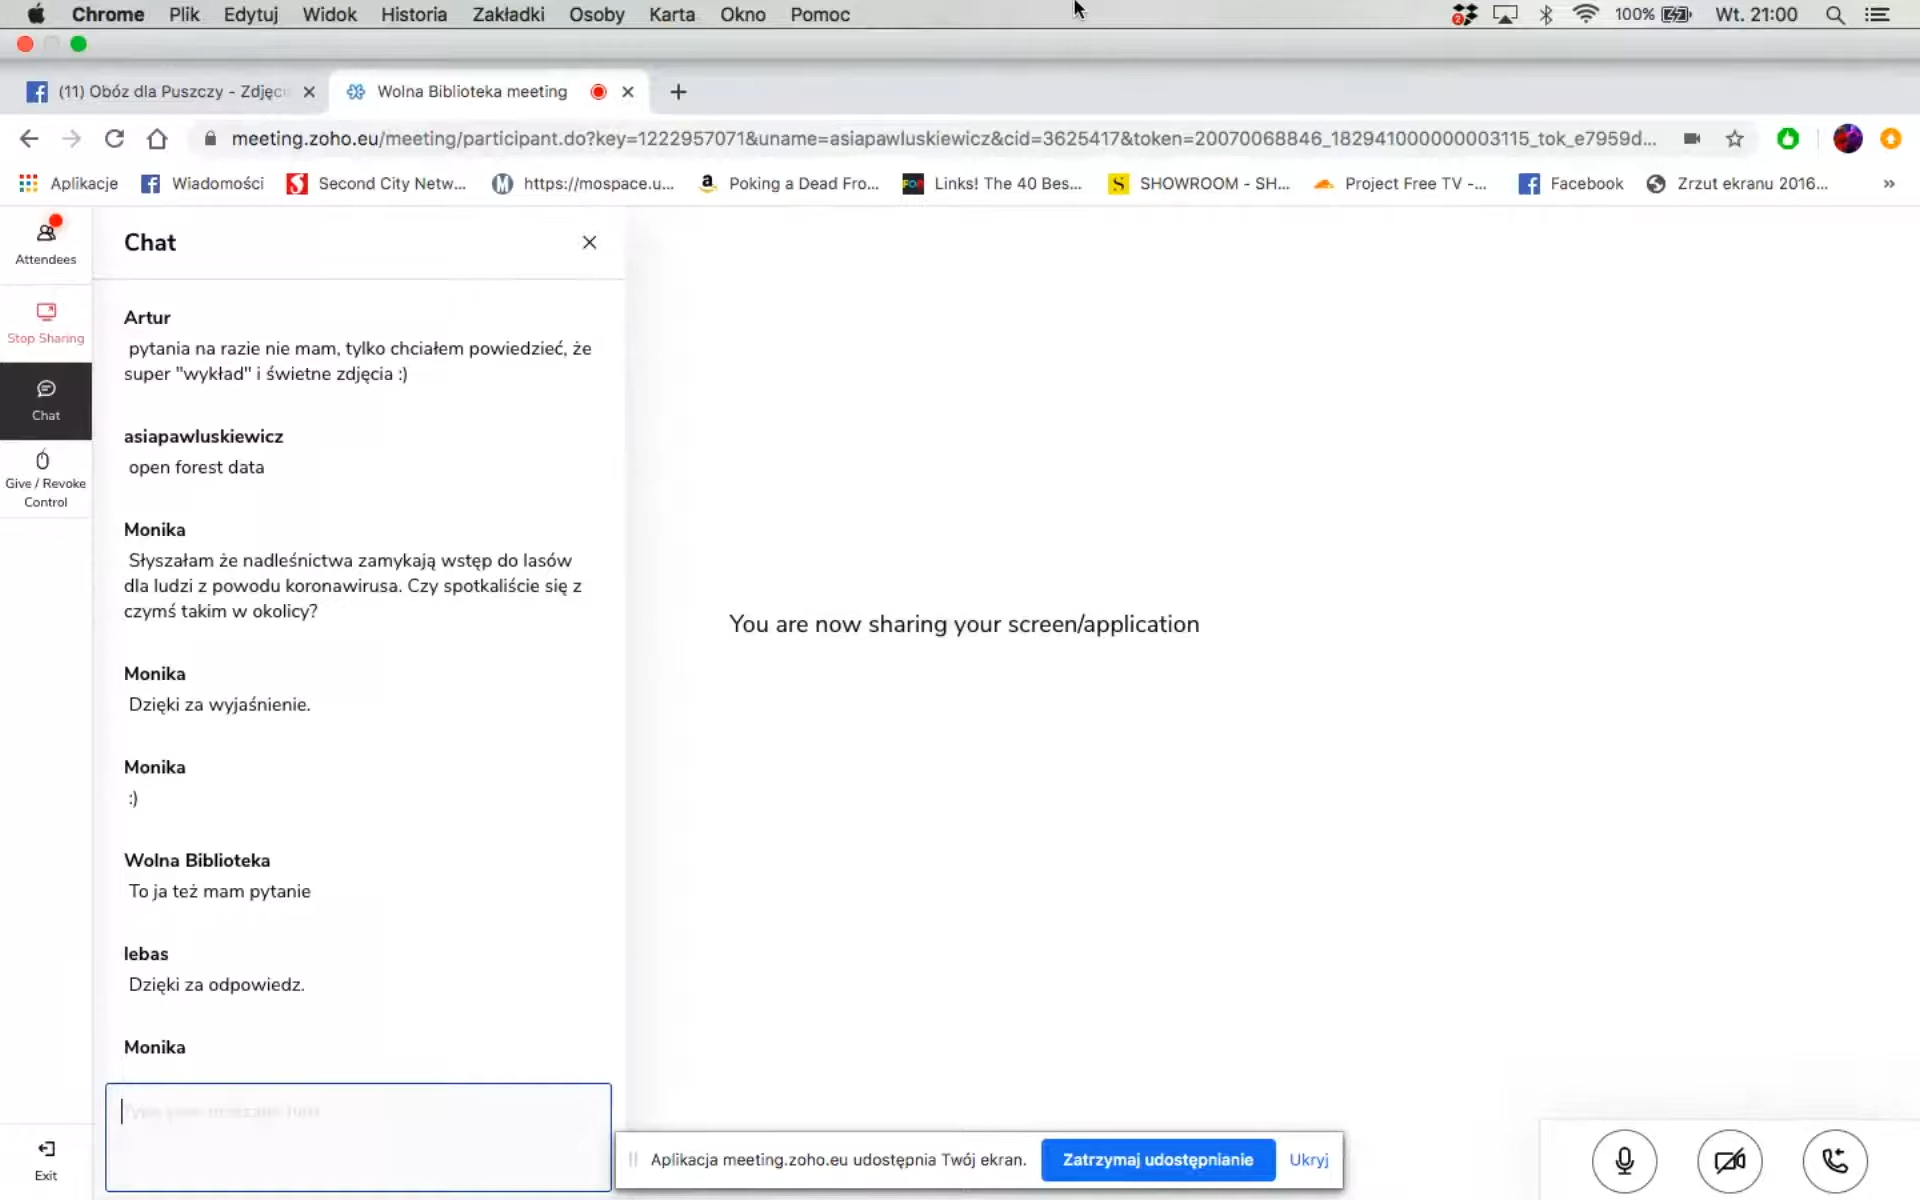 Chrome Plik Edytuj Widok Historia Zakładki Osoby Karta Okno Pomoc 2 100% Wt. 21:00
(11) Obóz dla Puszczy - Zdjęc
Wolna Biblioteka meeting
meeting.zoho.eu/meeting/participant.do?key=1222957071&uname=asiapawluskiewicz&cid=3625417&token=20070068846_182941000000003115_tok_e7959d...
Aplikacje Wiadomości Second City Netw... https://mospace.u... Poking a Dead Fro... Links! The 40 Bes... SHOWROOM - SH... Project Free TV -... Facebook Zrzut ekranu 2016... »
Attendees
Stop Sharing
Chat
Give / Revoke
Control
Exit
Chat
Artur
pytania na razie nie mam, tylko chciałem powiedzieć, że
super "wykład" i świetne zdjęcia :)
asiapawluskiewicz
open forest data
Monika
Słyszałam że nadleśnictwa zamykają wstęp do lasów
dla ludzi z powodu koronawirusa. Czy spotkaliście się z
czymś takim w okolicy?
Monika
Dzięki za wyjaśnienie.
Monika
:)
Wolna Biblioteka
To ja też mam pytanie
lebas
Dzięki za odpowiedz.
Monika
Type your message here
You are now sharing your screen/application
Aplikacja meeting.zoho.eu udostępnia Twój ekran.
Zatrzymaj udostępnianie
Ukryj